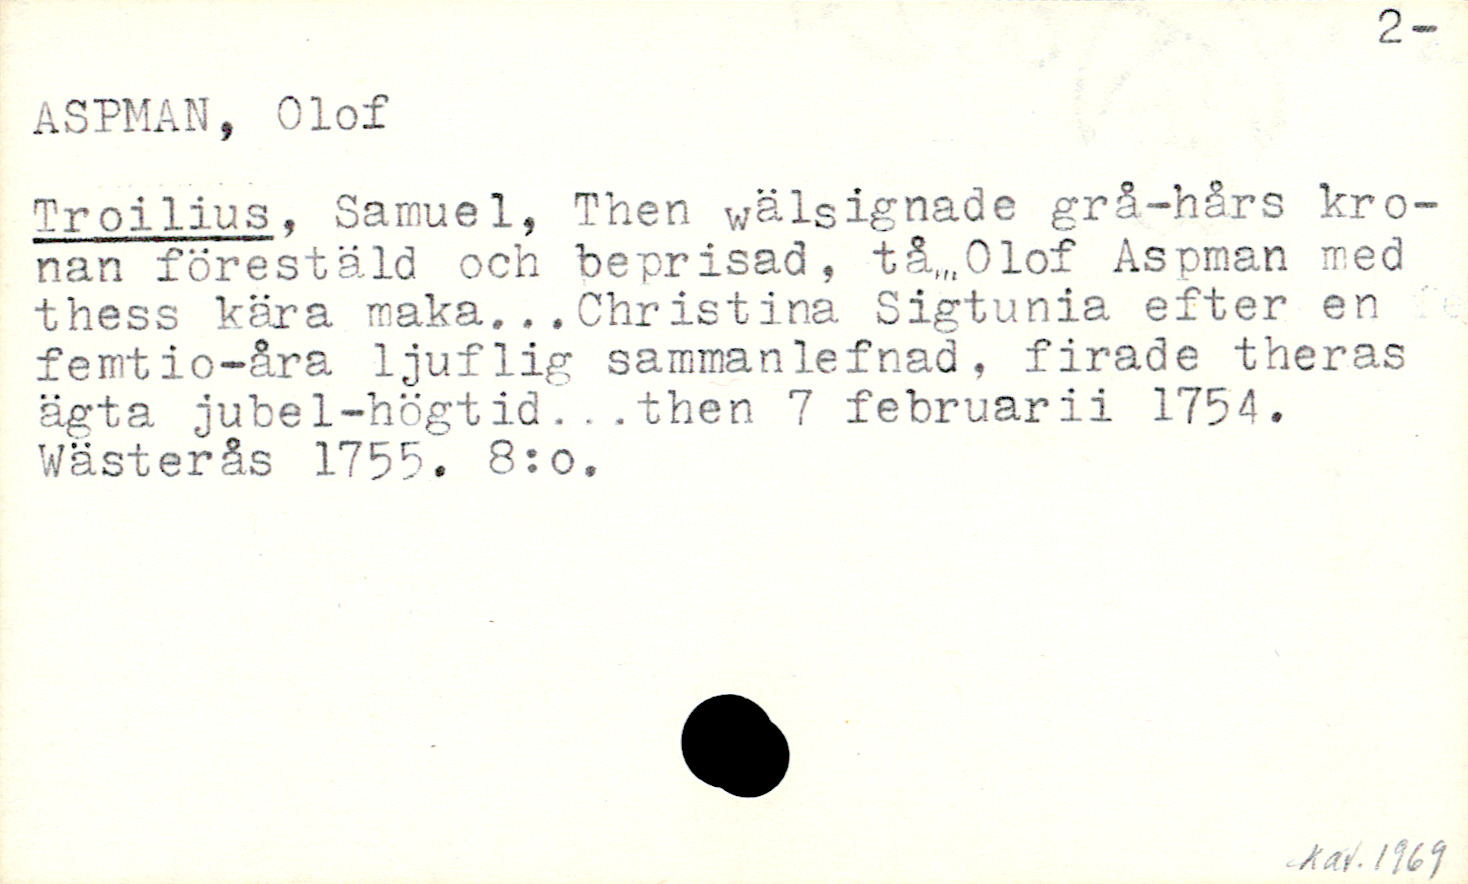 2-
ASPMAN, Olof
Troilius, Samuel, Then wälsignade grå-hårs kro-
nan förestäld och beprisad, tå...Olof Aspman med
thess kära maka...Christina Sigtunia efter en
femtio-åra ljuflig sammanlefnad, firade theras
ägta jubel-högtid...then 7 februarii 1754.
Wästerås 1755. 8:o.
kat. 1969